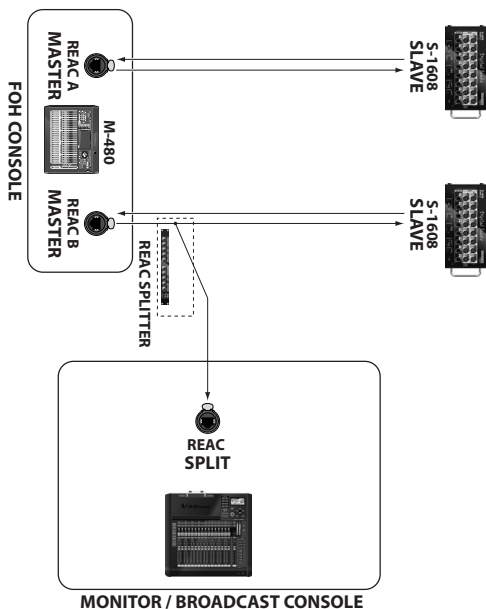 REAC A
MASTER
S-1608
SLAVE
M-480
FOH CONSOLE
REAC B
MASTER
S-1608
SLAVE
REAC SPLITTER
REAC
SPLIT
MONITOR / BROADCAST CONSOLE